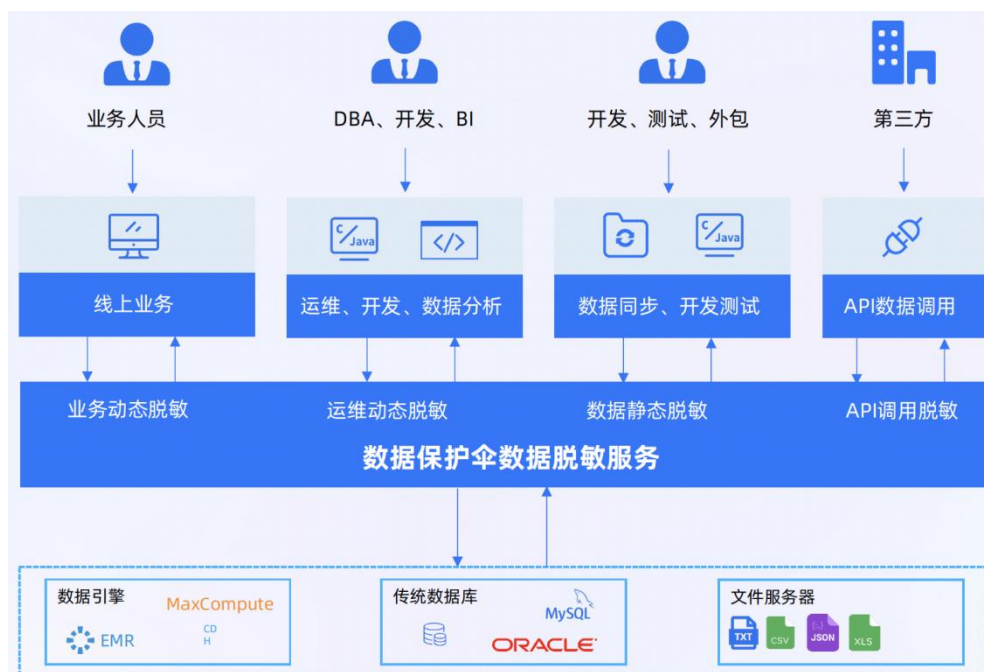 业务人员
DBA、开发、BI
开发、测试、外包
第三方
C/Java
</>
C/Java
线上业务
运维、开发、数据分析
数据同步、开发测试
API数据调用
业务动态脱敏
运维动态脱敏
数据静态脱敏
API调用脱敏
数据保护伞数据脱敏服务
数据引擎
MaxCompute
EMR
CD
H
传统数据库
MySQL
ORACLE
文件服务器
TXT
CSV
JSON
XLS